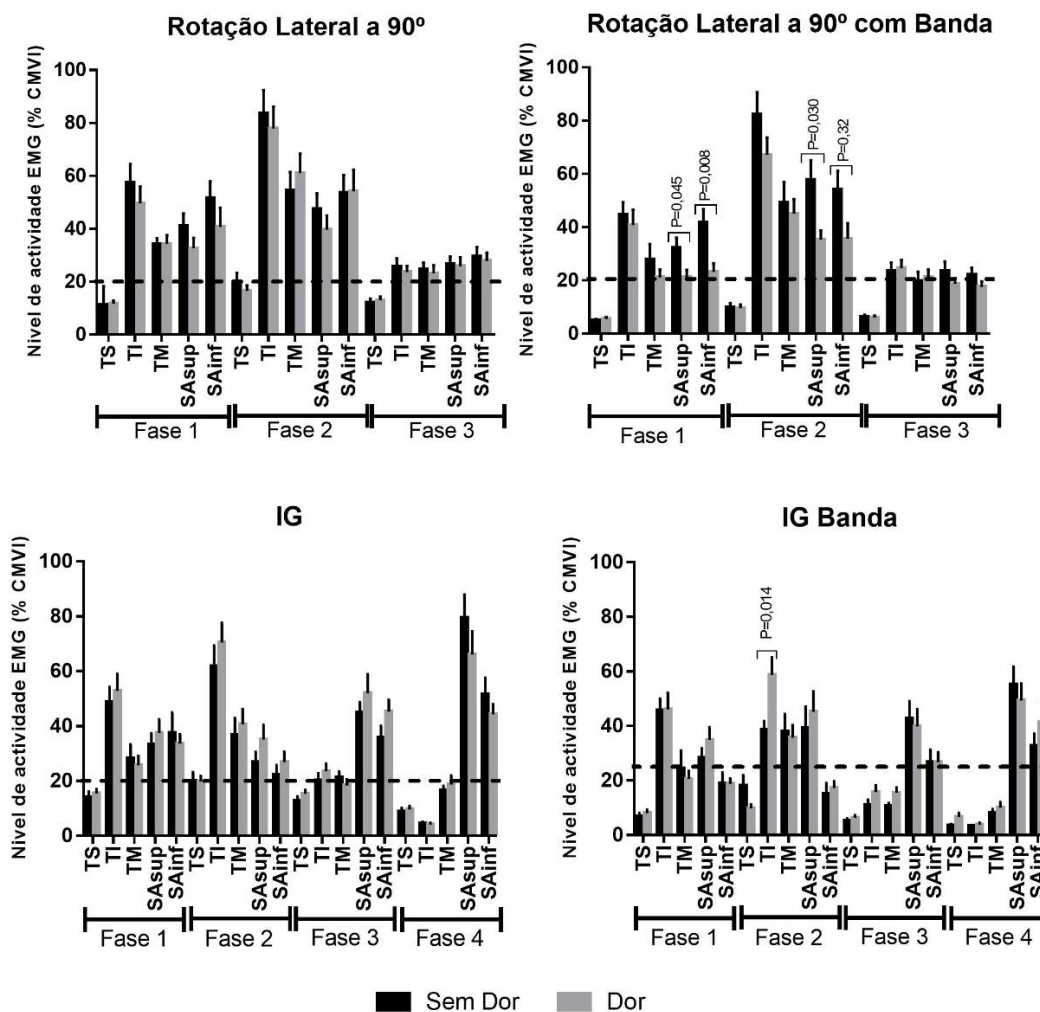 Rotação Lateral a 90º
Nivel de actividade EMG (% CMVI)
100
80
60
40
20
0
TS
TI
TM
SAsup
SAinf
TS
TI
TM
SAsup
SAinf
TS
TI
TM
SAsup
SAinf
Fase 1
Fase 2
Fase 3
Rotação Lateral a 90º com Banda
Nivel de actividade EMG (% CMVI)
100
80
60
40
20
0
P=0,045
P=0,008
P=0,030
P=0,32
TS
TI
TM
SAsup
SAinf
TS
TI
TM
SAsup
SAinf
TS
TI
TM
SAsup
SAinf
Fase 1
Fase 2
Fase 3
IG
Nivel de actividade EMG (% CMVI)
100
80
60
40
20
0
TS
TI
TM
SAsup
SAinf
TS
TI
TM
SAsup
SAinf
TS
TI
TM
SAsup
SAinf
TS
TI
TM
SAsup
SAinf
Fase 1
Fase 2
Fase 3
Fase 4
IG Banda
Nivel de actividade EMG (% CMVI)
100
80
60
40
20
0
P=0,014
TS
TI
TM
SAsup
SAinf
TS
TI
TM
SAsup
SAinf
TS
TI
TM
SAsup
SAinf
TS
TI
TM
SAsup
SAinf
Fase 1
Fase 2
Fase 3
Fase 4
Sem Dor
Dor